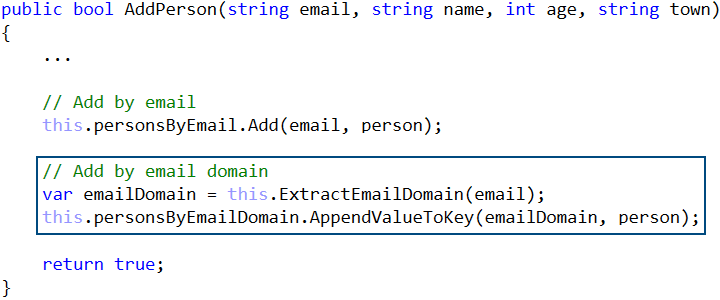 public bool AddPerson(string email, string name, int age, string town)
{
    ...
    // Add by email
    this.personsByEmail.Add(email, person);
    // Add by email domain
    var emailDomain = this.ExtractEmailDomain(email);
    this.personsByEmailDomain.AppendValueToKey(emailDomain, person);
    return true;
}